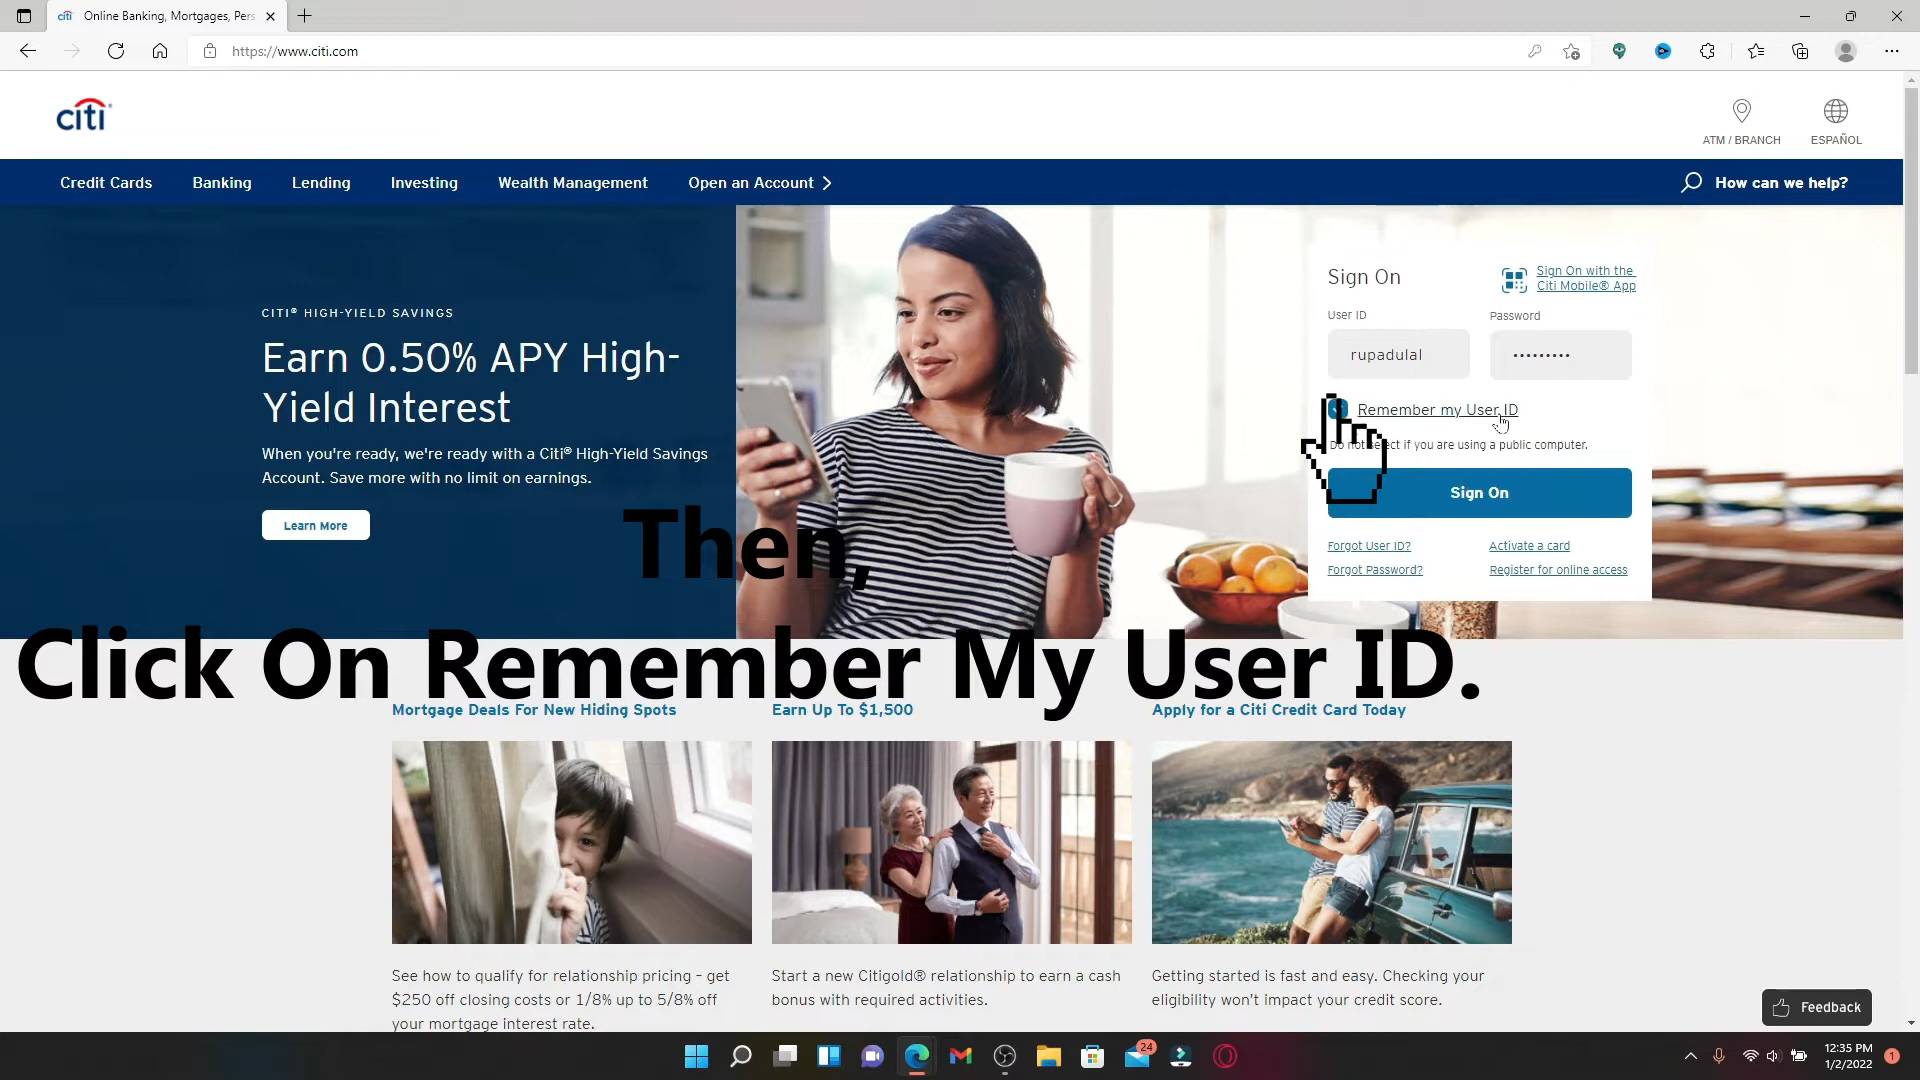 citi Online Banking, Mortgages, Pers
https://www.citi.com
citi
ATM / BRANCH
ESPAÑOL
Credit Cards Banking Lending Investing Wealth Management Open an Account
How can we help?
CITI® HIGH-YIELD SAVINGS
Earn 0.50% APY High-
Yield Interest
When you're ready, we're ready with a Citi® High-Yield Savings
Account. Save more with no limit on earnings.
Learn More
Sign On
Sign On with the
Citi Mobile® App
User ID
Password
rupadulal
•••••••••
Remember my User ID
Do not select if you are using a public computer.
Sign On
Forgot User ID?
Activate a card
Forgot Password?
Register for online access
Then,
Click On Remember My User ID.
Mortgage Deals For New Hiding Spots
Earn Up To $1,500
Apply for a Citi Credit Card Today
See how to qualify for relationship pricing – get
$250 off closing costs or 1/8% up to 5/8% off
your mortgage interest rate.
Start a new Citigold® relationship to earn a cash
bonus with required activities.
Getting started is fast and easy. Checking your
eligibility won't impact your credit score.
Feedback
24
12:35 PM
1/2/2022
1